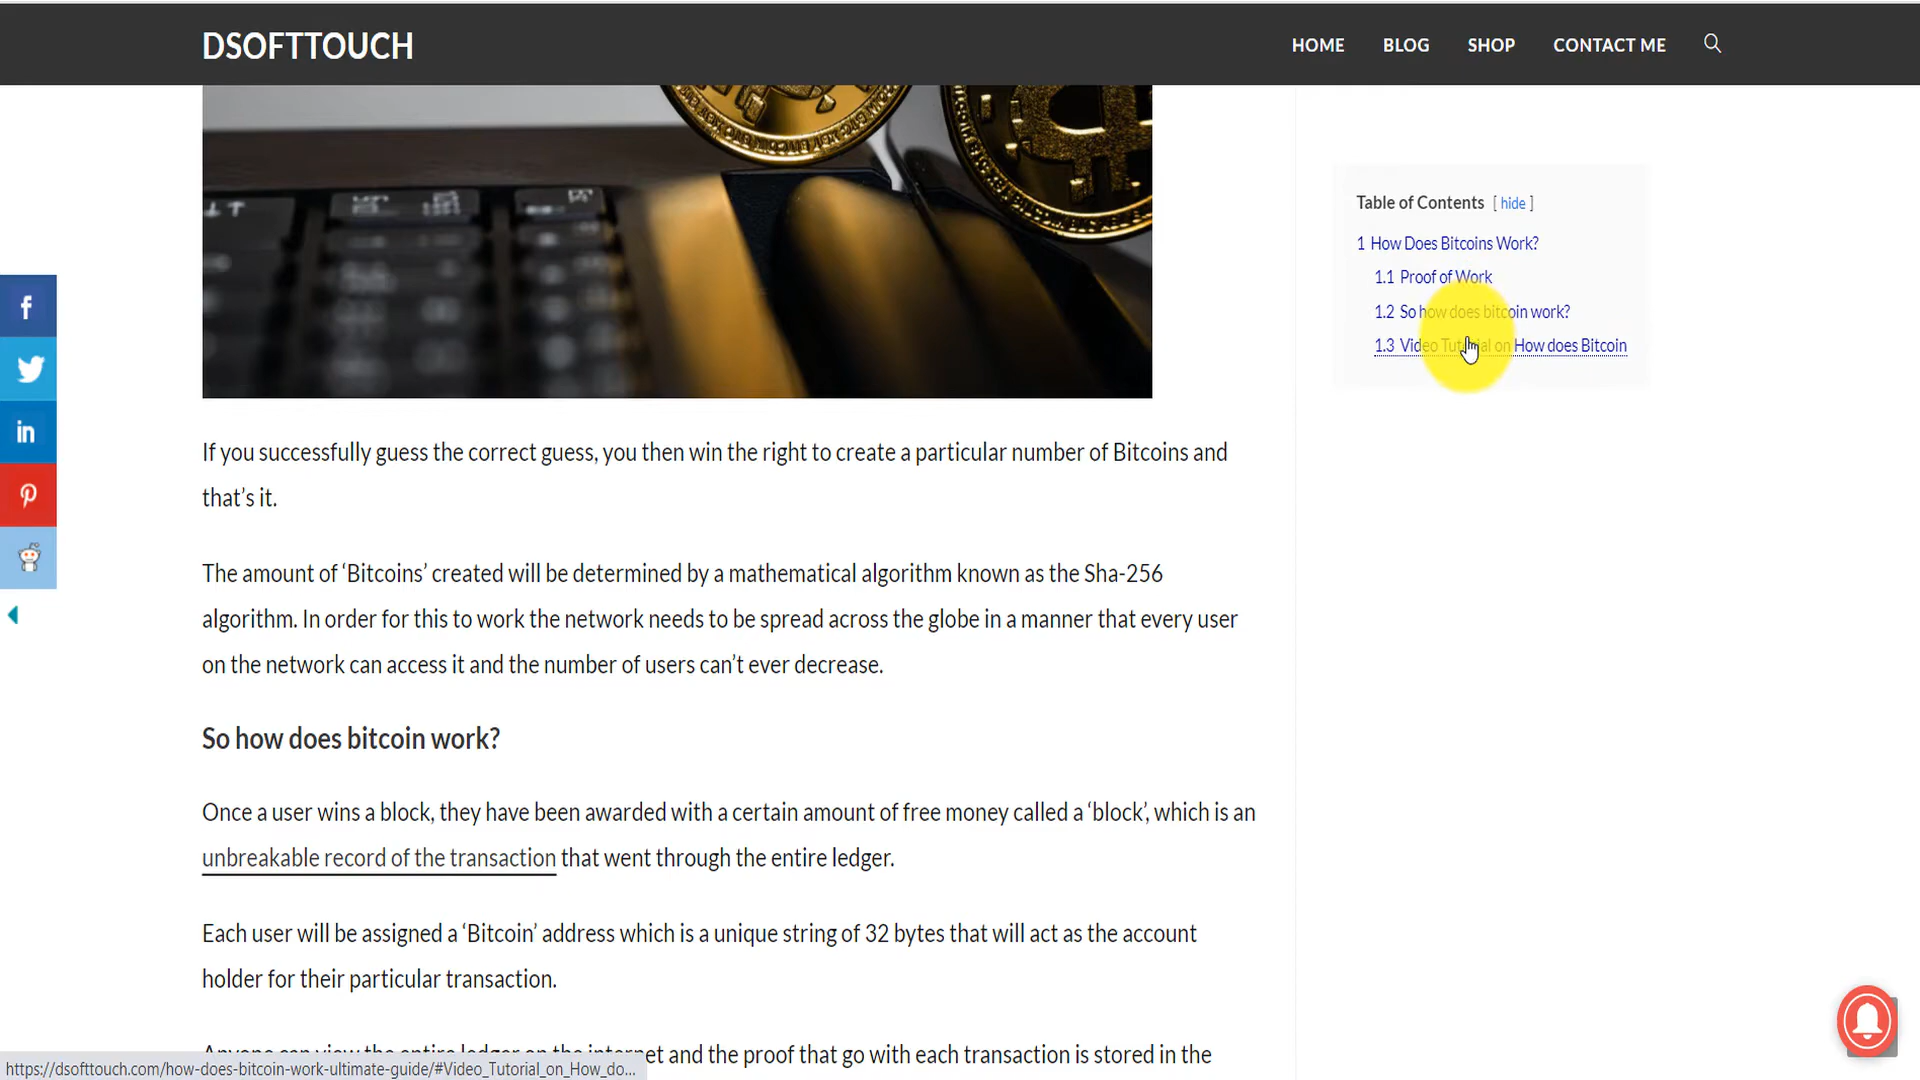 DSOFTTOUCH
HOME BLOG SHOP CONTACT ME
Table of Contents [ hide ]
1 How Does Bitcoins Work?
1.1 Proof of Work
1.2 So how does bitcoin work?
1.3 Video Tutorial on How does Bitcoin
If you successfully guess the correct guess, you then win the right to create a particular number of Bitcoins and
that’s it.
The amount of ‘Bitcoins’ created will be determined by a mathematical algorithm known as the Sha-256
algorithm. In order for this to work the network needs to be spread across the globe in a manner that every user
on the network can access it and the number of users can’t ever decrease.
So how does bitcoin work?
Once a user wins a block, they have been awarded with a certain amount of free money called a ‘block’, which is an
unbreakable record of the transaction that went through the entire ledger.
Each user will be assigned a ‘Bitcoin’ address which is a unique string of 32 bytes that will act as the account
holder for their particular transaction.
Anyone can view the entire ledger on the internet and the proof that go with each transaction is stored in the
https://dsofttouch.com/how-does-bitcoin-work-ultimate-guide/#Video_Tutorial_on_How_do...